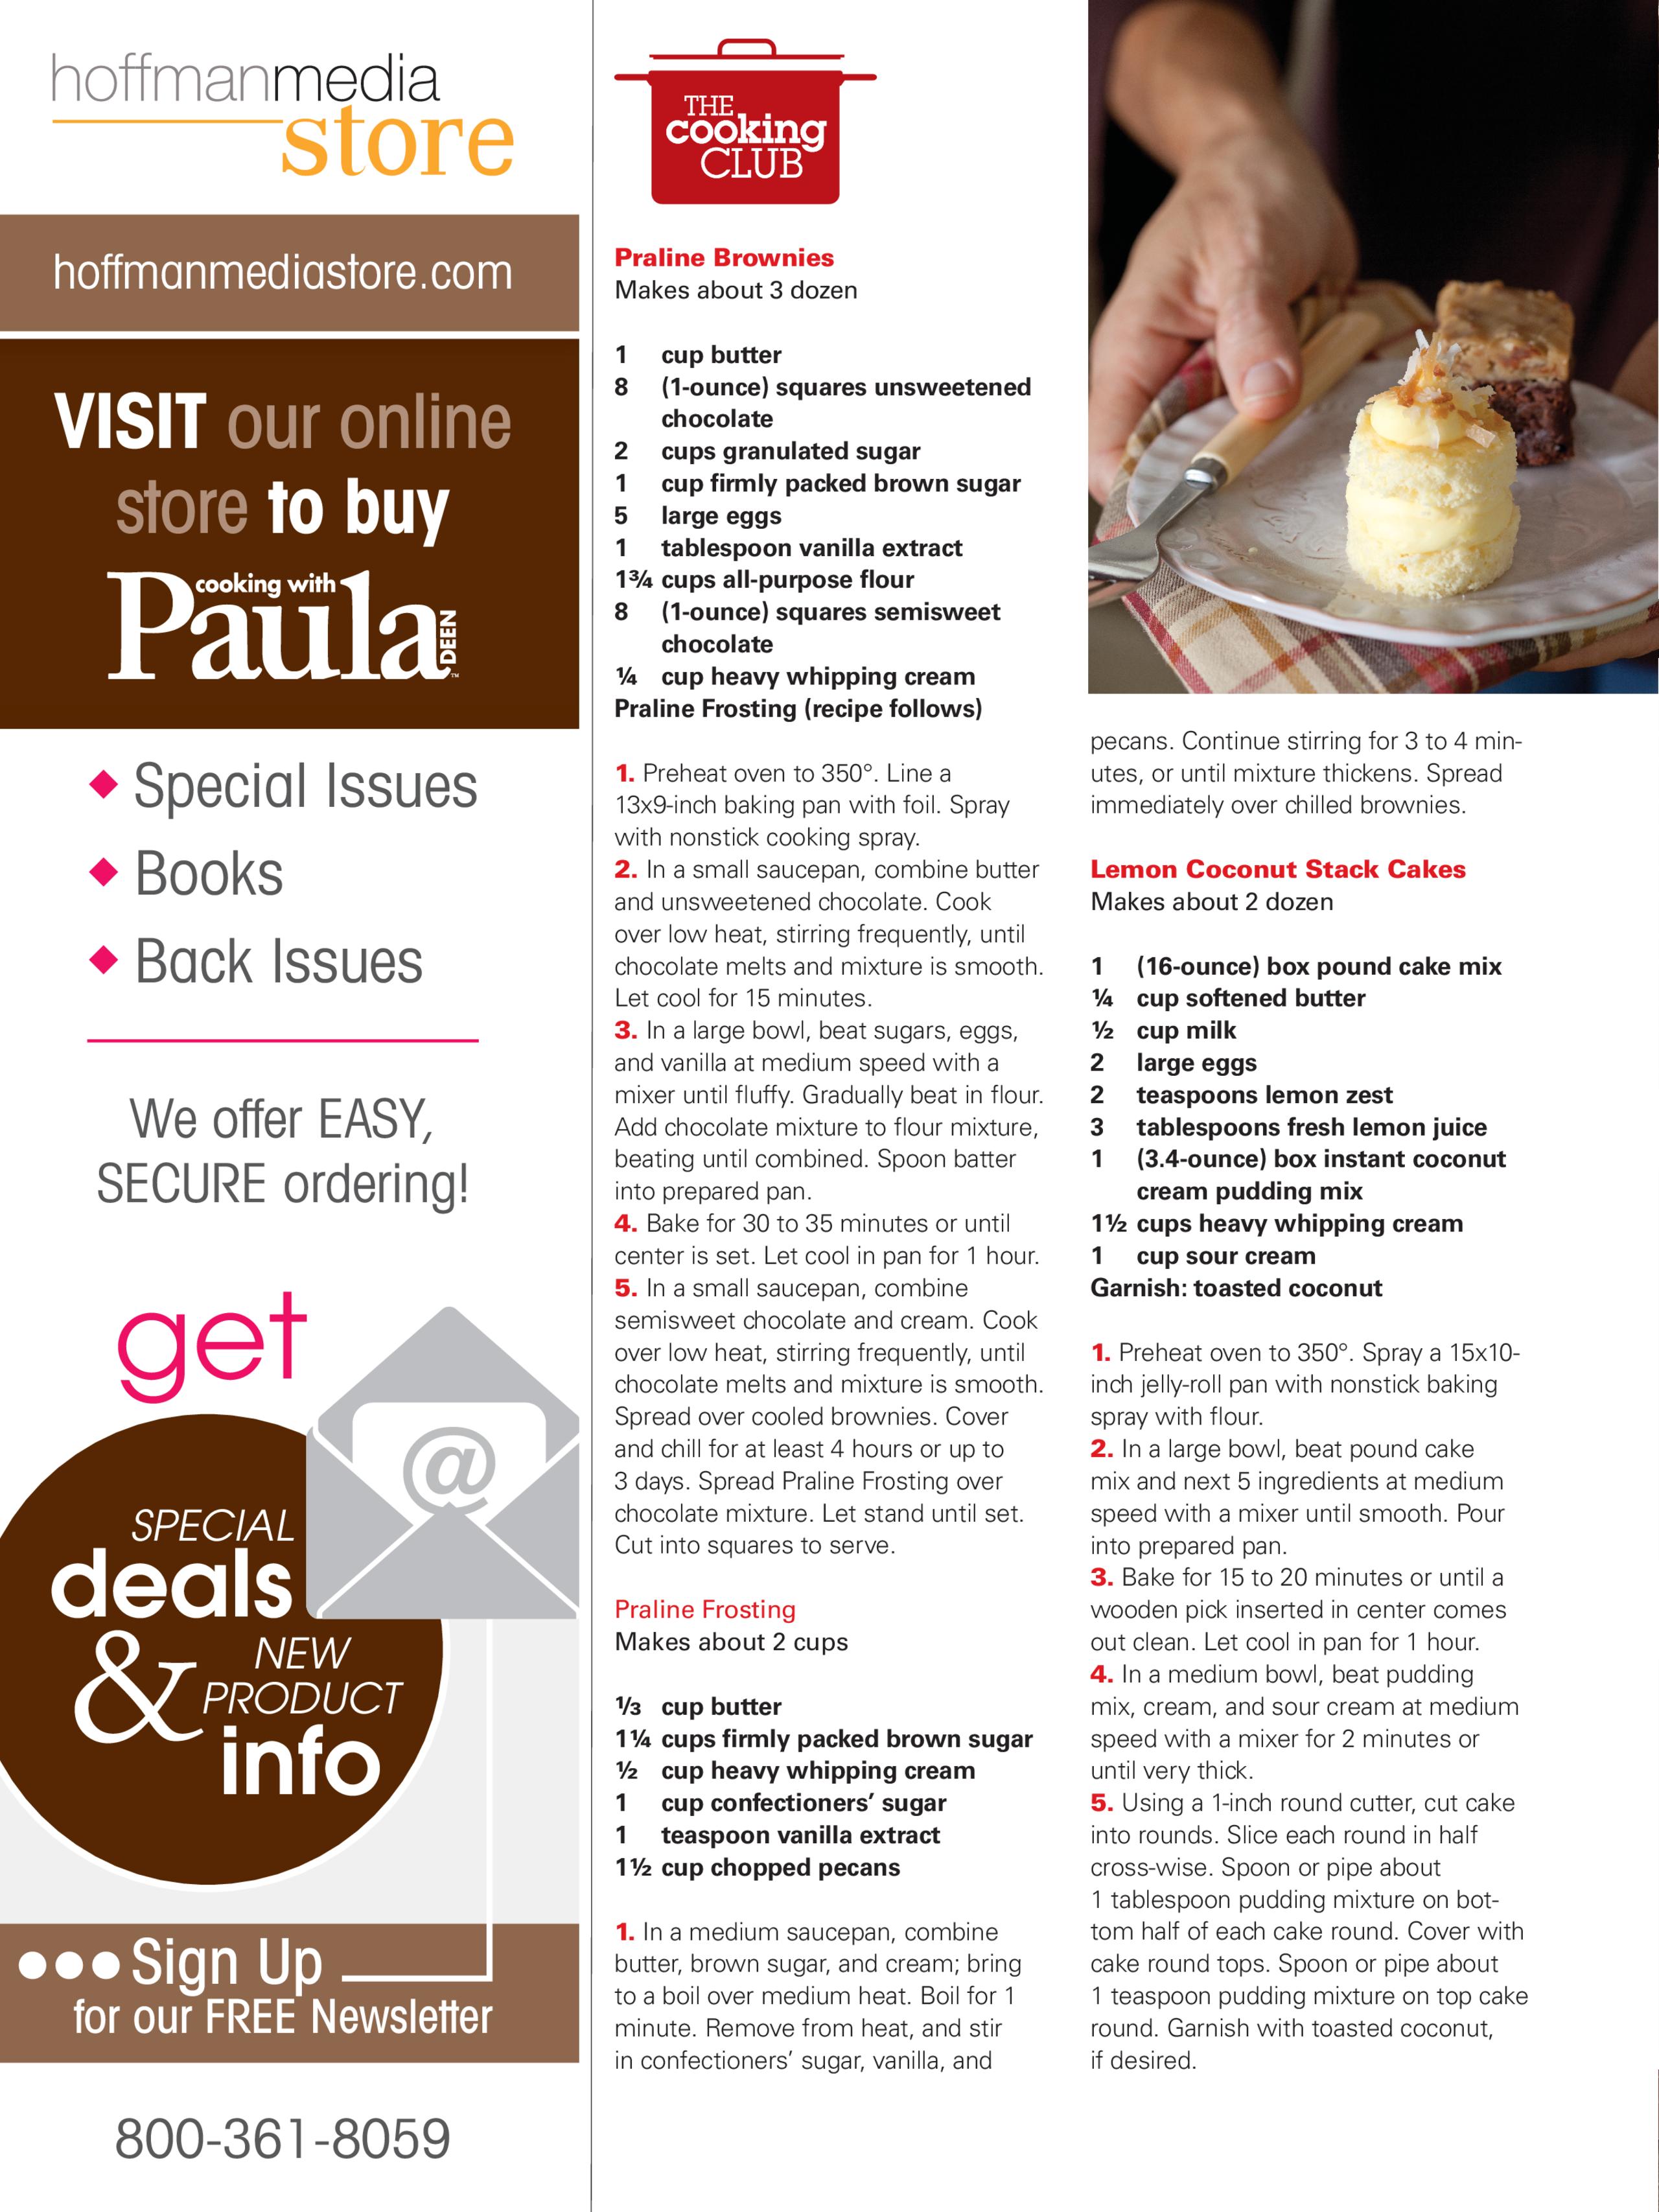 hoffmanmedia
store
hoffmanmediastore.com
VISIT our online
store to buy
cooking with
Paula
DEEN
™
Special Issues
Books
Back Issues
We offer EASY,
SECURE ordering!
get
@
SPECIAL
deals
& NEW
PRODUCT
info
Sign Up
for our FREE Newsletter
800-361-8059
THE
cooking
CLUB
Praline Brownies
Makes about 3 dozen
1 cup butter
8 (1-ounce) squares unsweetened
chocolate
2 cups granulated sugar
1 cup firmly packed brown sugar
5 large eggs
1 tablespoon vanilla extract
1¾ cups all-purpose flour
8 (1-ounce) squares semisweet
chocolate
¼ cup heavy whipping cream
Praline Frosting (recipe follows)
1. Preheat oven to 350°. Line a
13x9-inch baking pan with foil. Spray
with nonstick cooking spray.
2. In a small saucepan, combine butter
and unsweetened chocolate. Cook
over low heat, stirring frequently, until
chocolate melts and mixture is smooth.
Let cool for 15 minutes.
3. In a large bowl, beat sugars, eggs,
and vanilla at medium speed with a
mixer until fluffy. Gradually beat in flour.
Add chocolate mixture to flour mixture,
beating until combined. Spoon batter
into prepared pan.
4. Bake for 30 to 35 minutes or until
center is set. Let cool in pan for 1 hour.
5. In a small saucepan, combine
semisweet chocolate and cream. Cook
over low heat, stirring frequently, until
chocolate melts and mixture is smooth.
Spread over cooled brownies. Cover
and chill for at least 4 hours or up to
3 days. Spread Praline Frosting over
chocolate mixture. Let stand until set.
Cut into squares to serve.
Praline Frosting
Makes about 2 cups
⅓ cup butter
1¼ cups firmly packed brown sugar
½ cup heavy whipping cream
1 cup confectioners’ sugar
1 teaspoon vanilla extract
1½ cup chopped pecans
1. In a medium saucepan, combine
butter, brown sugar, and cream; bring
to a boil over medium heat. Boil for 1
minute. Remove from heat, and stir
in confectioners’ sugar, vanilla, and
pecans. Continue stirring for 3 to 4 min-
utes, or until mixture thickens. Spread
immediately over chilled brownies.
Lemon Coconut Stack Cakes
Makes about 2 dozen
1 (16-ounce) box pound cake mix
¼ cup softened butter
½ cup milk
2 large eggs
2 teaspoons lemon zest
3 tablespoons fresh lemon juice
1 (3.4-ounce) box instant coconut
cream pudding mix
1½ cups heavy whipping cream
1 cup sour cream
Garnish: toasted coconut
1. Preheat oven to 350°. Spray a 15x10-
inch jelly-roll pan with nonstick baking
spray with flour.
2. In a large bowl, beat pound cake
mix and next 5 ingredients at medium
speed with a mixer until smooth. Pour
into prepared pan.
3. Bake for 15 to 20 minutes or until a
wooden pick inserted in center comes
out clean. Let cool in pan for 1 hour.
4. In a medium bowl, beat pudding
mix, cream, and sour cream at medium
speed with a mixer for 2 minutes or
until very thick.
5. Using a 1-inch round cutter, cut cake
into rounds. Slice each round in half
cross-wise. Spoon or pipe about
1 tablespoon pudding mixture on bot-
tom half of each cake round. Cover with
cake round tops. Spoon or pipe about
1 teaspoon pudding mixture on top cake
round. Garnish with toasted coconut,
if desired.